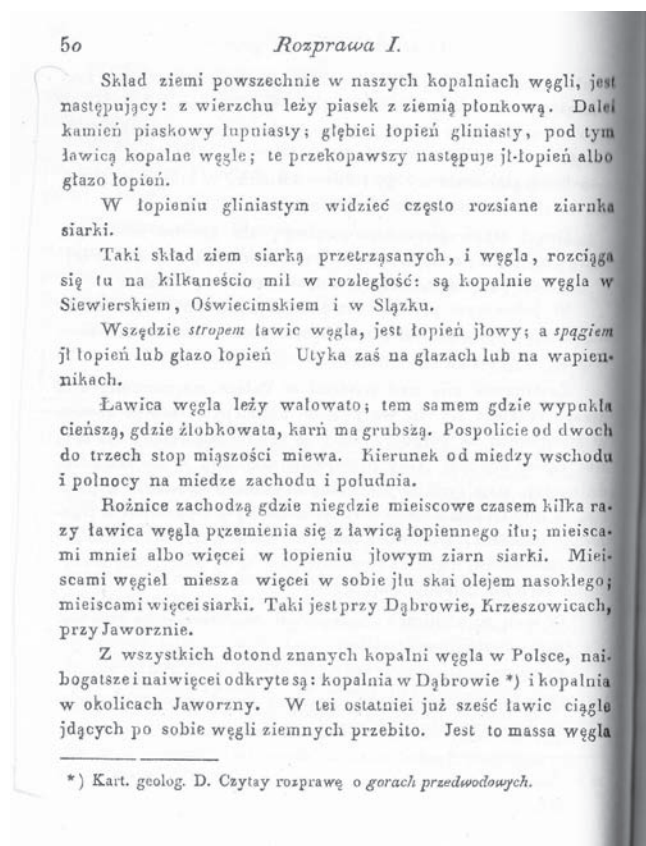 50 Rozprawa I.
Skład ziemi powszechnie w naszych kopalniach węgli, jest
następujący: z wierzchu leży piasek z ziemią płonkową. Dalei
kamień piaskowy łupniasty; głębiei łopień gliniasty, pod tym
ławicą kopalne węgle; te przekopawszy następuje jł-łopień albo
głazo łopień.
W łopieniu gliniastym widzieć często rozsiane ziarnka
siarki.
Taki skład ziem siarką przetrząsanych, i węgla, rozciąga
się tu na kilkaneścio mil w rozległość: są kopalnie węgla w
Siewierskiem, Oświecimskiem i w Slązku.
Wszędzie stropem ławic węgla, jest łopień jłowy; a spągiem
jł łopień lub głazo łopień Utyka zaś na głazach lub na wapien-
nikach.
Ławica węgla leży wałowato; tem samem gdzie wypukła
cieńszą, gdzie żłobkowata, karń ma grubszą. Pospolicie od dwoch
do trzech stop miąszości miewa. Kierunek od miedzy wschodu
i połnocy na miedze zachodu i południa.
Rożnice zachodzą gdzie niegdzie mieiscowe czasem kilka ra-
zy ławica węgla przemienia się z ławicą łopiennego iłu; mieisca-
mi mniei albo więcei w łopieniu jłowym ziarn siarki. Miei-
scami węgiel miesza więcei w sobie jłu skai olejem nasokłego;
mieiscami więcei siarki. Taki jest przy Dąbrowie, Krzeszowicach,
przy Jaworznie.
Z wszystkich dotond znanych kopalni węgla w Polsce, nai-
bogatsze i naiwięcei odkryte są: kopalnia w Dąbrowie *) i kopalnia
w okolicach Jaworzny. W tei ostatniei już sześć ławic ciągle
jdących po sobie węgli ziemnych przebito. Jest to massa węgla
*) Kart. geolog. D. Czytay rozprawę o gorach przedwodowych.